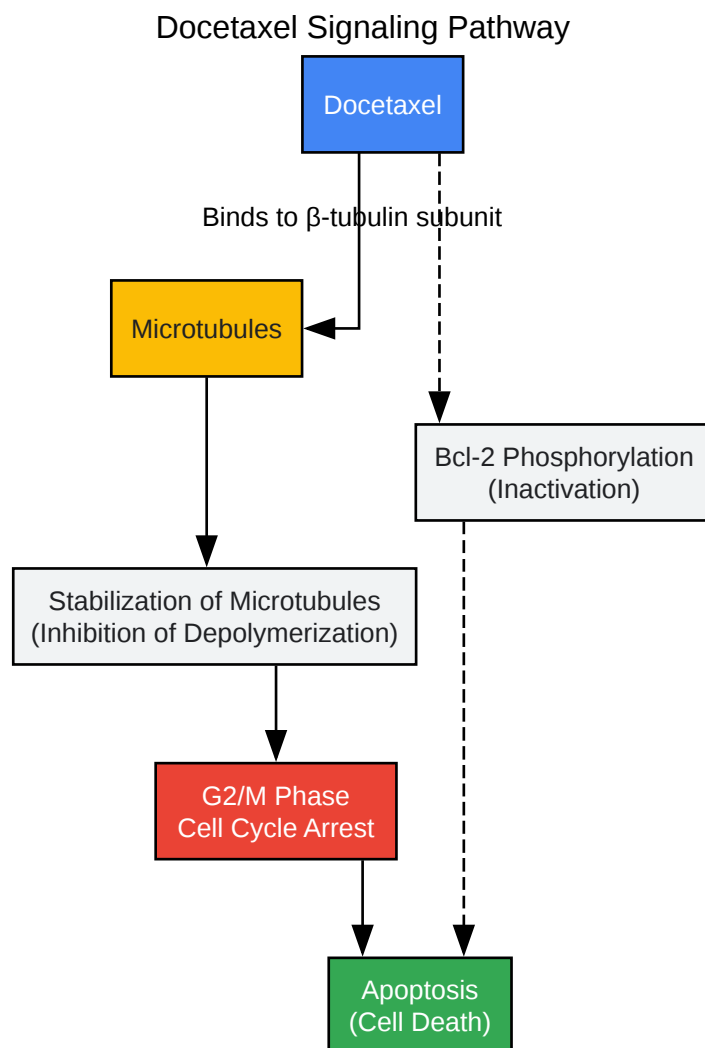 Docetaxel Signaling Pathway
Docetaxel
Binds to β-tubulin subunit
Microtubules
Bcl-2 Phosphorylation
(Inactivation)
Stabilization of Microtubules
(Inhibition of Depolymerization)
G2/M Phase
Cell Cycle Arrest
Apoptosis
(Cell Death)